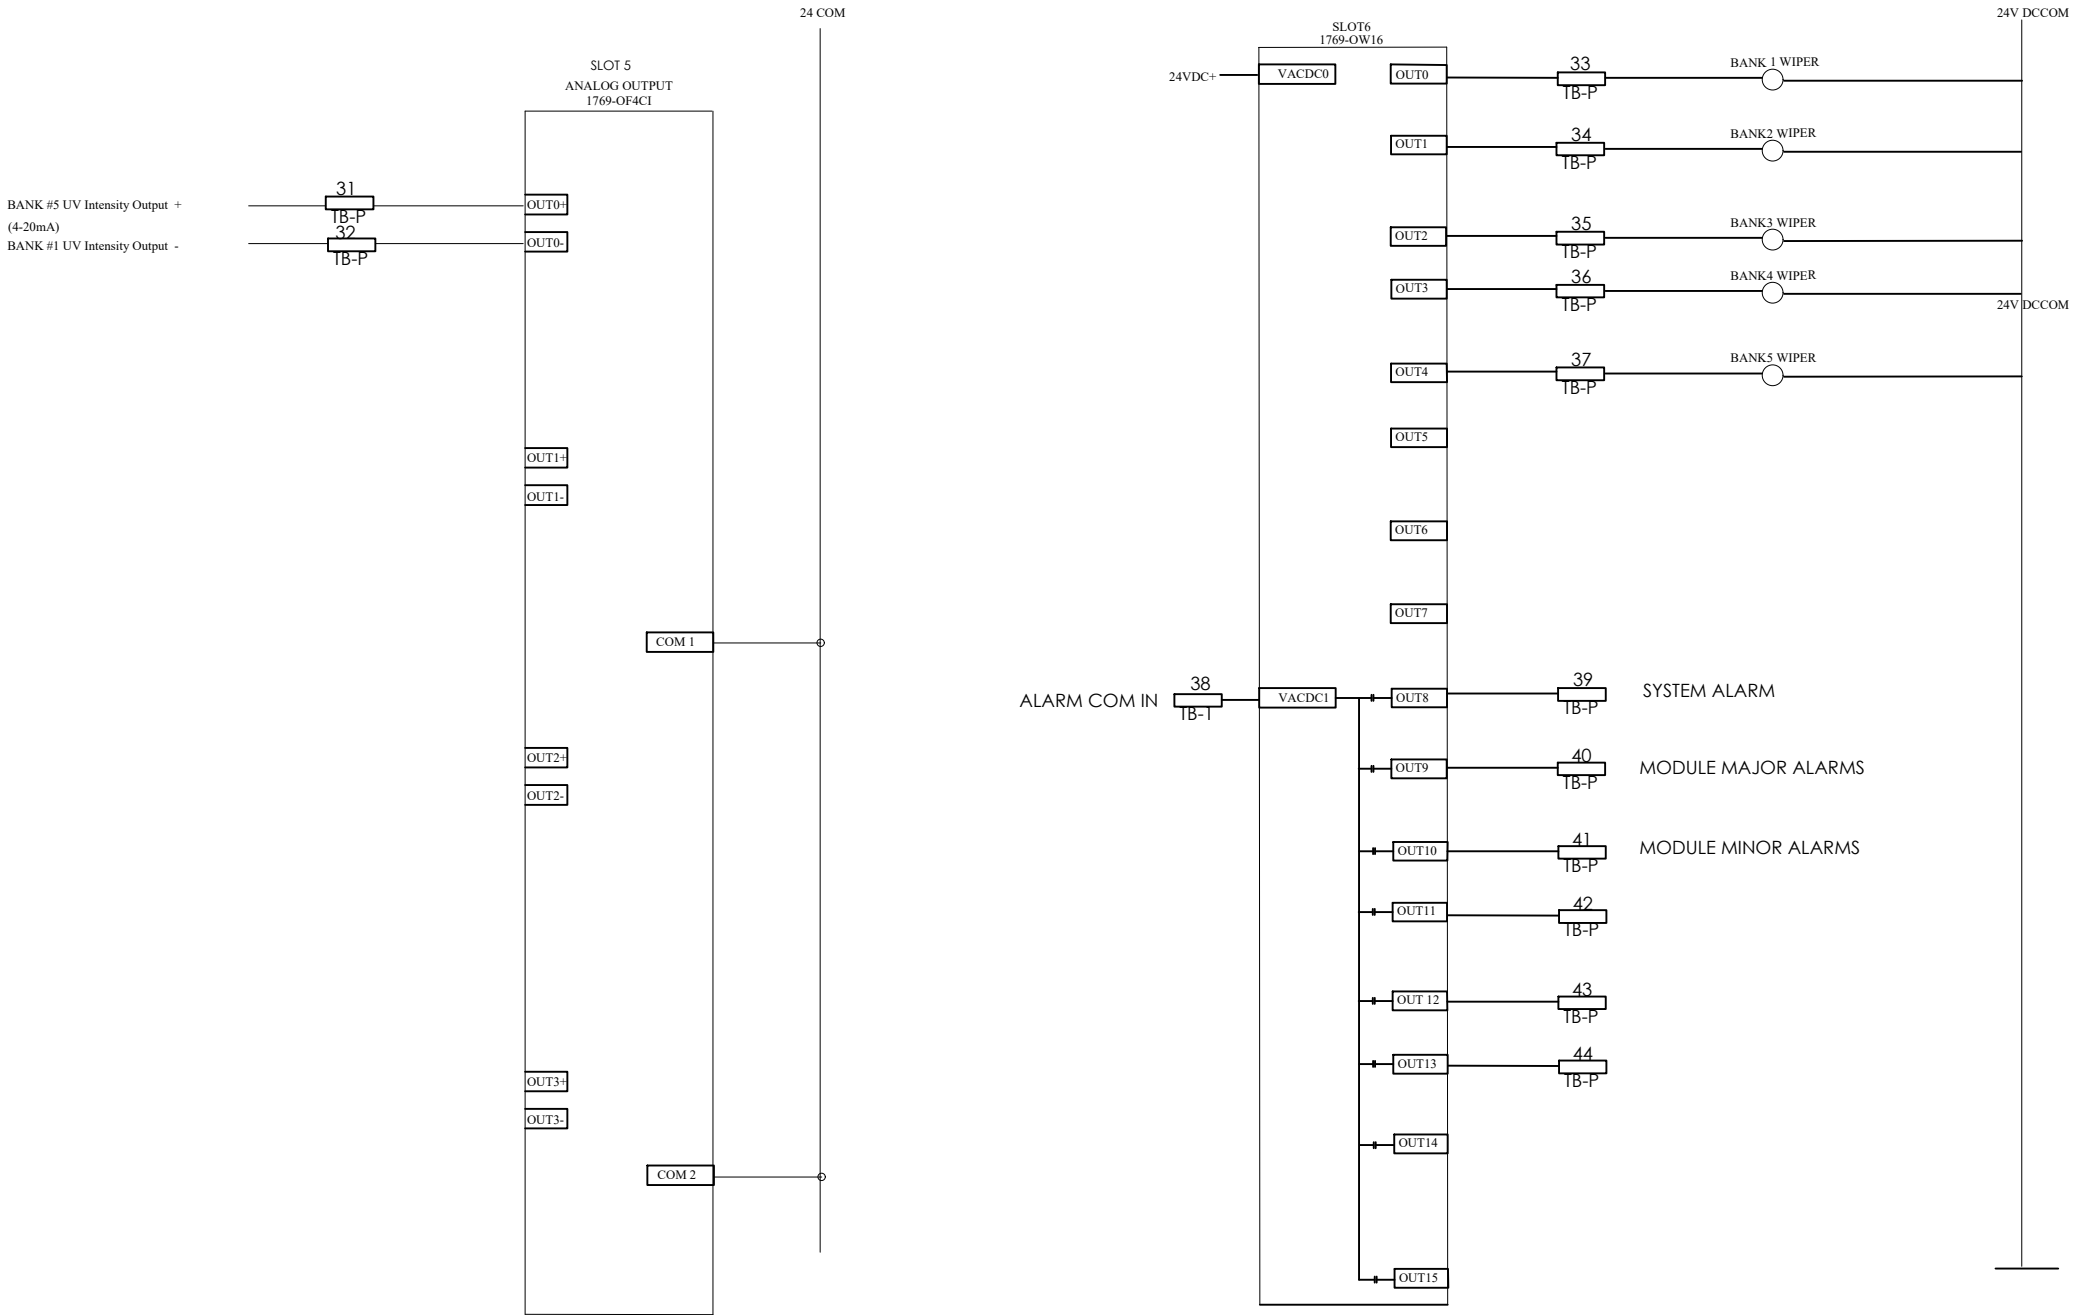 24 COM
SLOT 5
ANALOG OUTPUT
1769-OF4CI
31
BANK #5 UV Intensity Output +
OUT0+
TB-P
(4-20mA)
32
BANK #1 UV Intensity Output -
OUT0-
TB-P
OUT1+
OUT1-
COM 1
OUT2+
OUT2-
OUT3+
OUT3-
COM 2
SLOT6
1769-OW16
24V DCCOM
24VDC+
VACDC0
OUT0
33
TB-P
BANK 1 WIPER
OUT1
34
TB-P
BANK2 WIPER
OUT2
35
TB-P
BANK3 WIPER
OUT3
36
TB-P
BANK4 WIPER
24V DCCOM
OUT4
37
TB-P
BANK5 WIPER
OUT5
OUT6
OUT7
ALARM COM IN
38
TB-T
VACDC1
OUT8
39
TB-P
SYSTEM ALARM
OUT9
40
TB-P
MODULE MAJOR ALARMS
OUT10
41
TB-P
MODULE MINOR ALARMS
OUT11
42
TB-P
OUT 12
43
TB-P
OUT13
44
TB-P
OUT14
OUT15